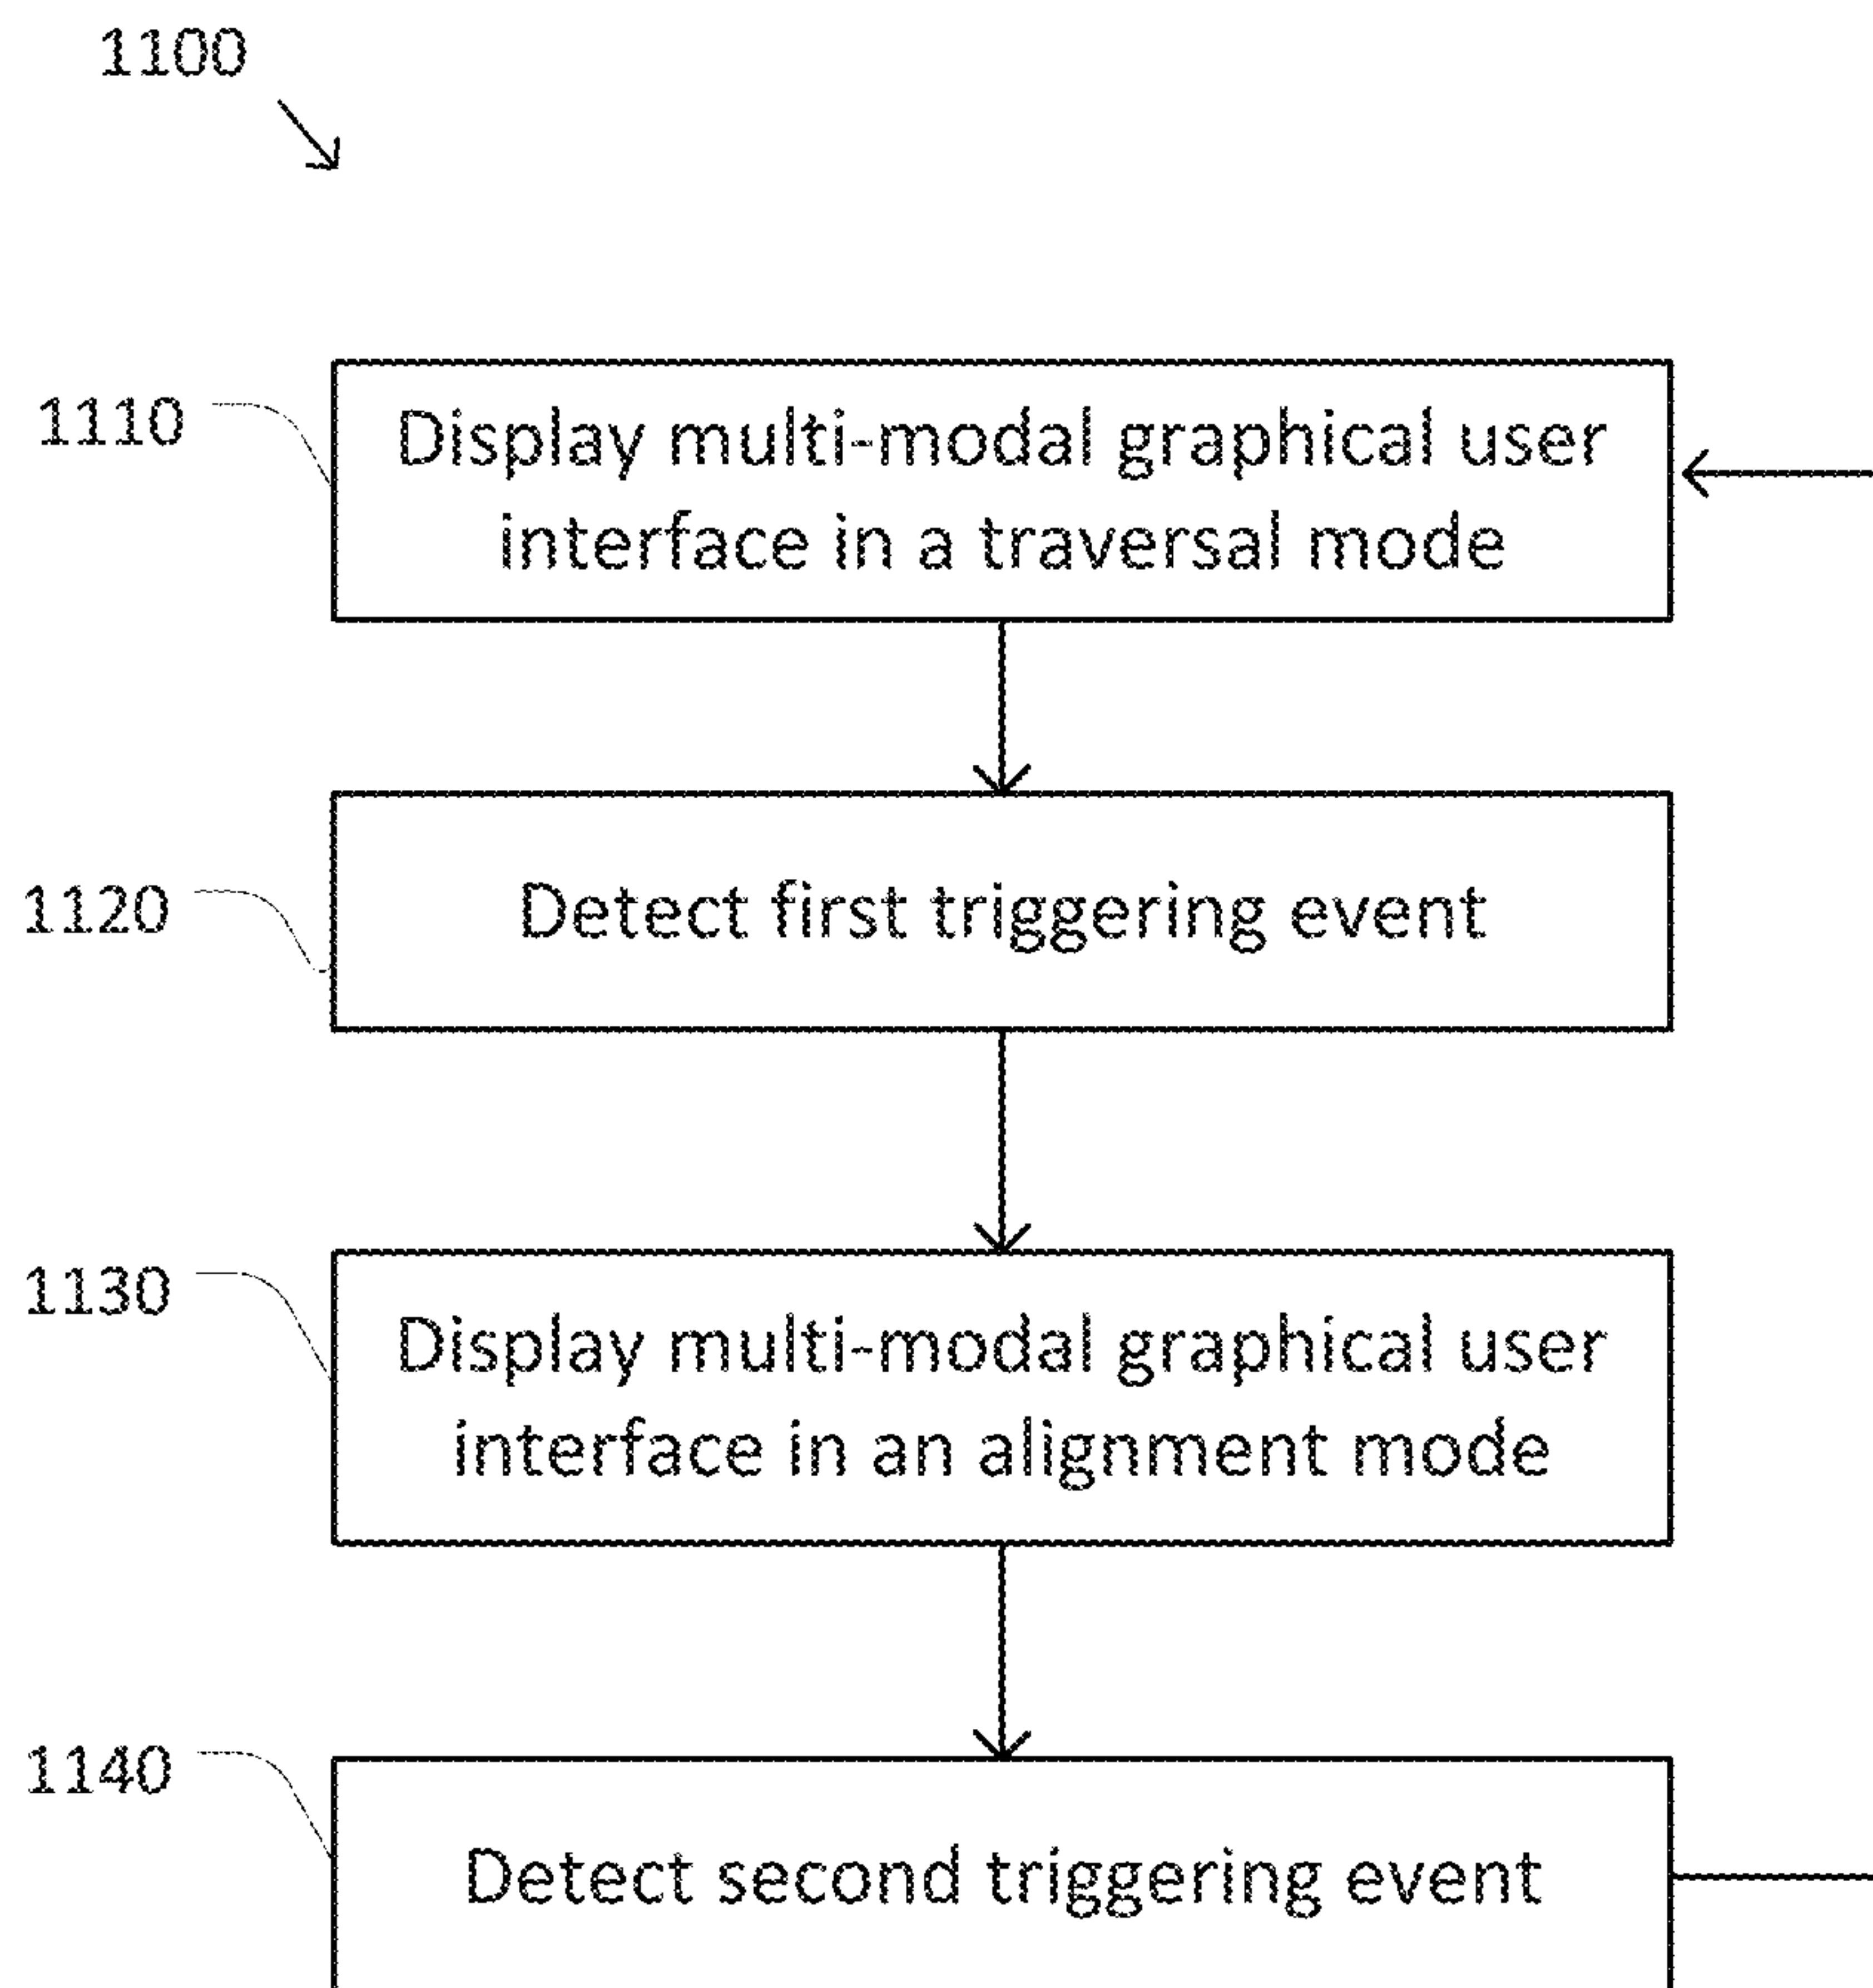 1100
1110
Display multi-modal graphical user
interface in a traversal mode
1120
Detect first triggering event
1130
Display multi-modal graphical user
interface in an alignment mode
1140
Detect second triggering event